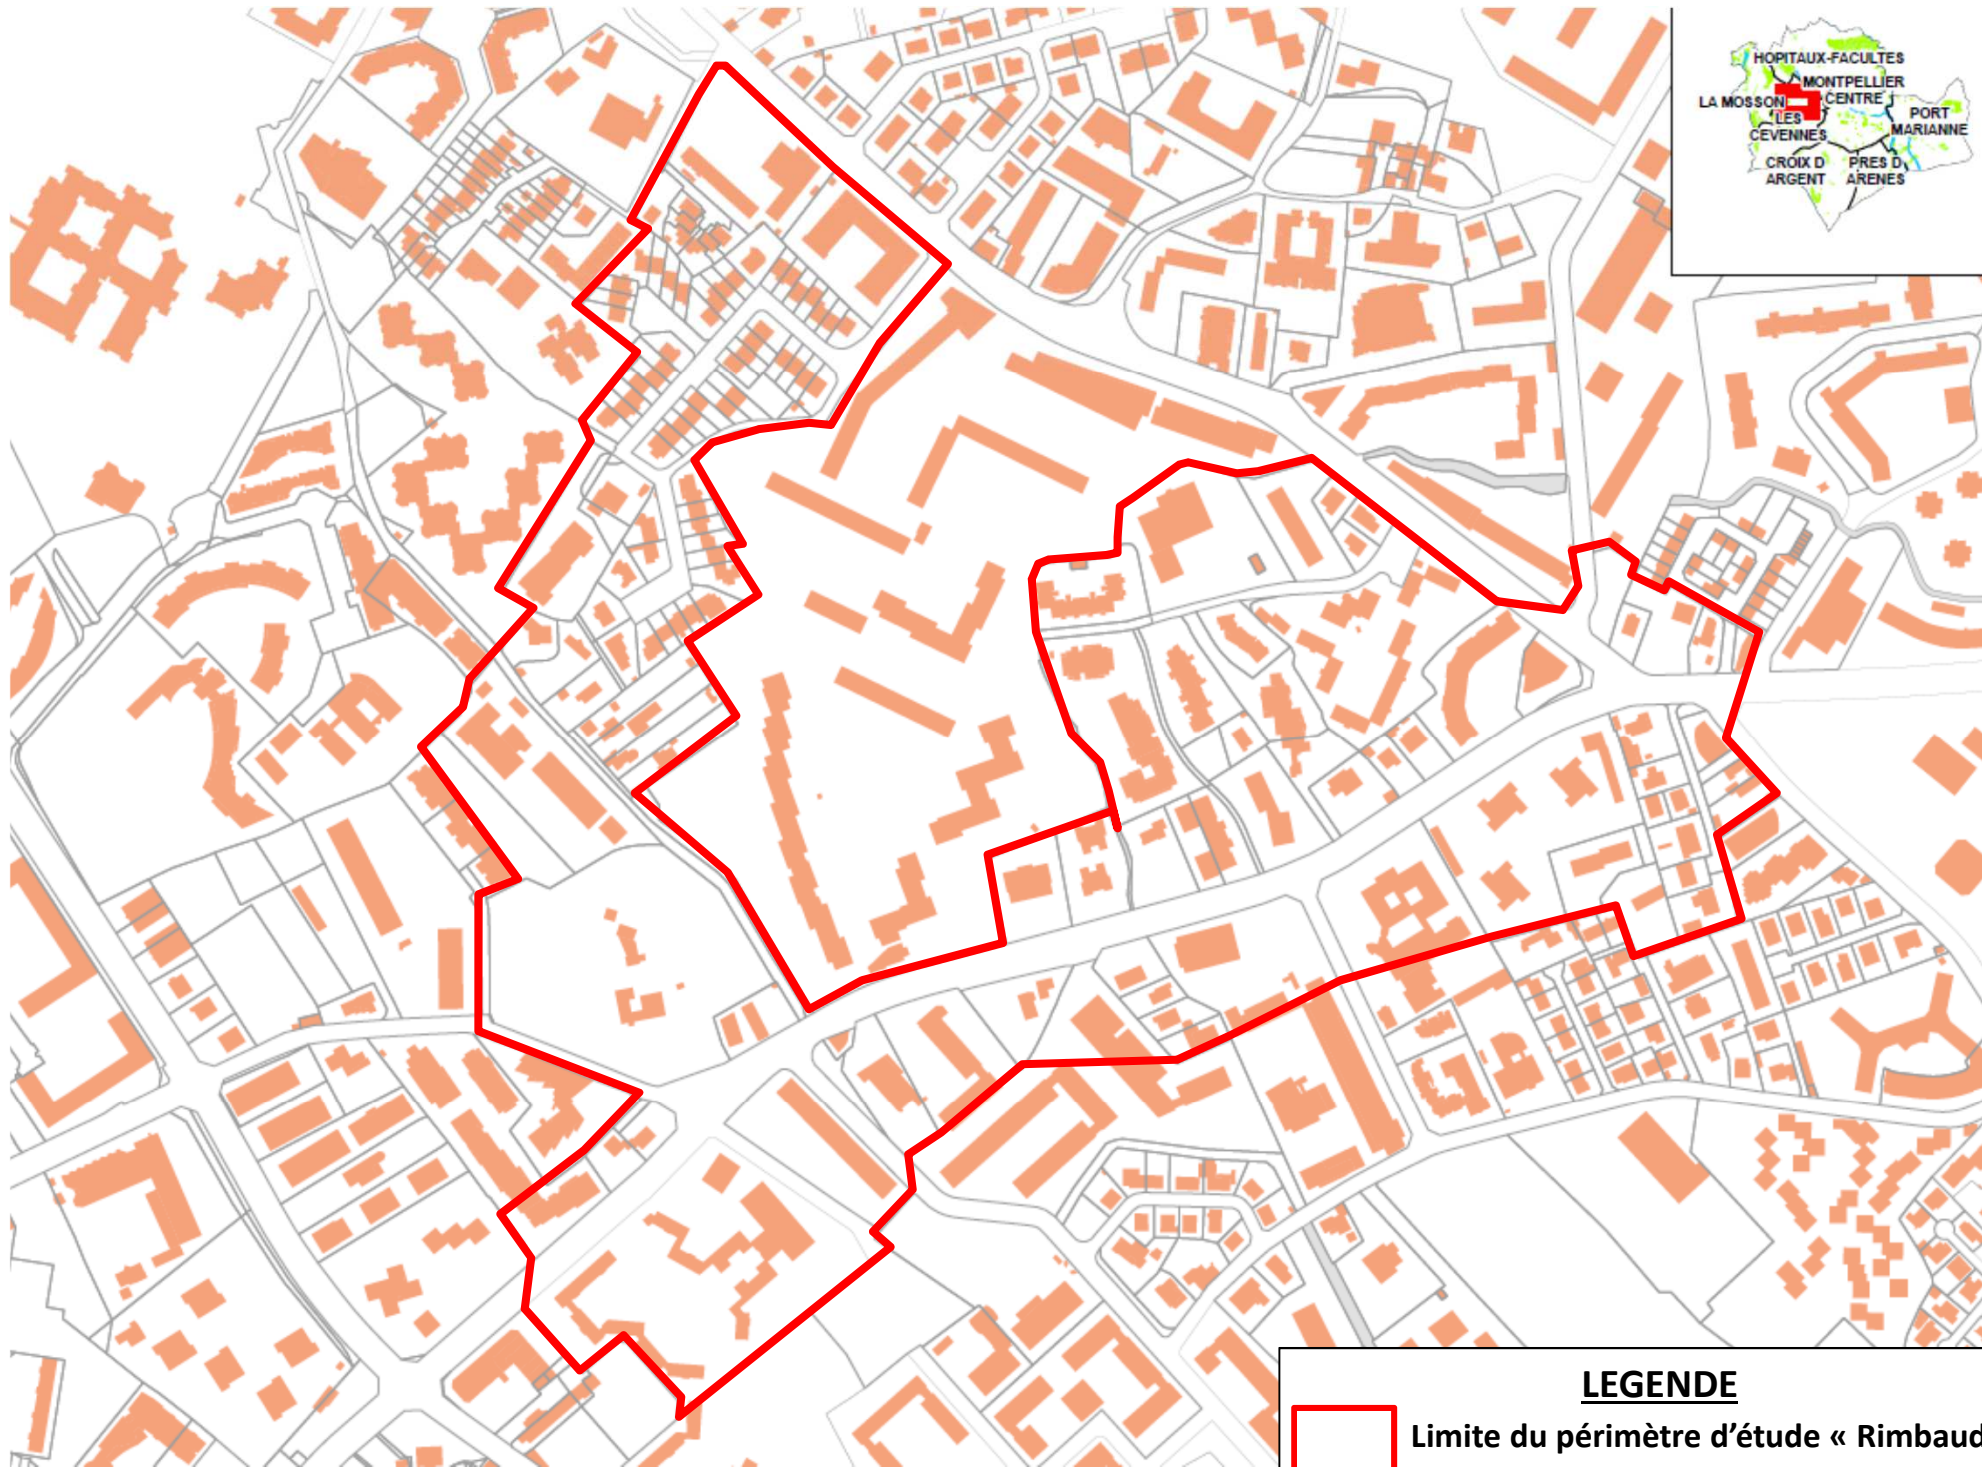 HOPITAUX-FACULTES
MONTPELLIER
LA MOSSON CENTRE
LES PORT
CEVENNES MARIANNE
CROIX D PRES D
ARGENT ARENES
LEGENDE
Limite du périmètre d’étude « Rimbaud